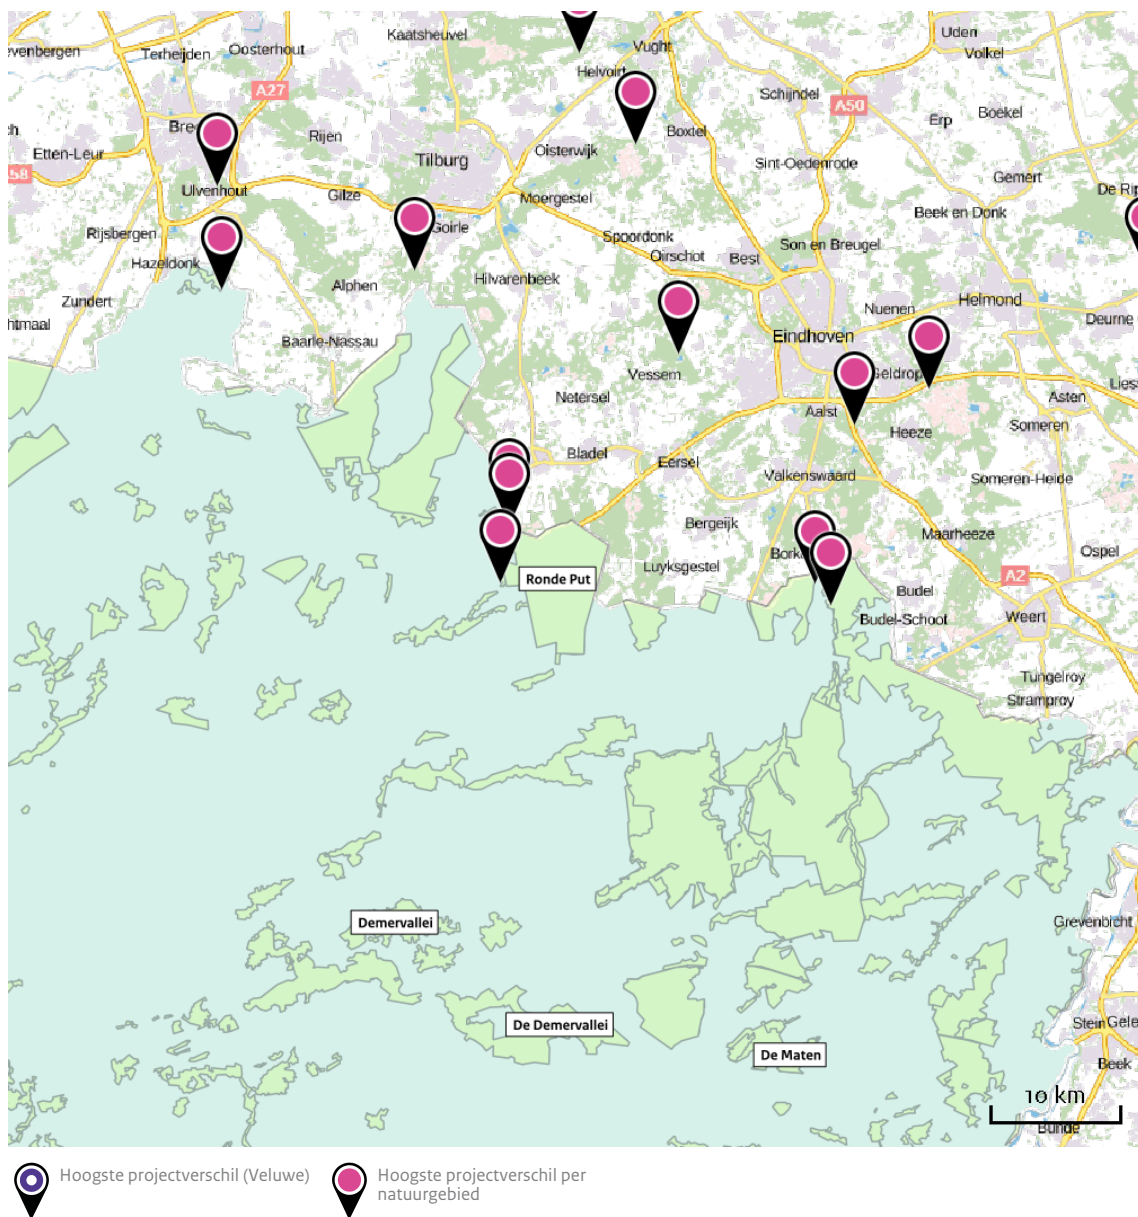 Kaatsheuvel
Uden
evenbergen
Terheijden
Oosterhout
Vught
Volkel
Helvoirt
A27
Schijndel
A50
Boekel
Erp
Rijen
Boxtel
Etten-Leur
Tilburg
Oisterwijk
Sint-Oedenrode
Gemert
Ulvenhout
Gilze
Moergestel
Beek en Donk
Goirle
Rijsbergen
Spoordonk
Son en Breugel
Oirschot
Best
Hazeldonk
Alphen
Hilvarenbeek
Zundert
Nuenen
Helmond
Deurne
Eindhoven
Baarle-Nassau
Vessem
Geldrop
Netersel
Asten
Aalst
Someren
Heeze
Bladel
Eersel
Valkenswaard
Someren-Heide
Bergeijk
Maarheeze
Ospel
Luyksgestel
Ronde Put
A2
Budel
Budel-Schoot
Weert
Tungelroy
Stramproy
Demervallei
Grevenbicht
De Demervallei
Stein
De Maten
Beek
10 km
Bunde
Hoogste projectverschil (Veluwe)
Hoogste projectverschil per
natuurgebied